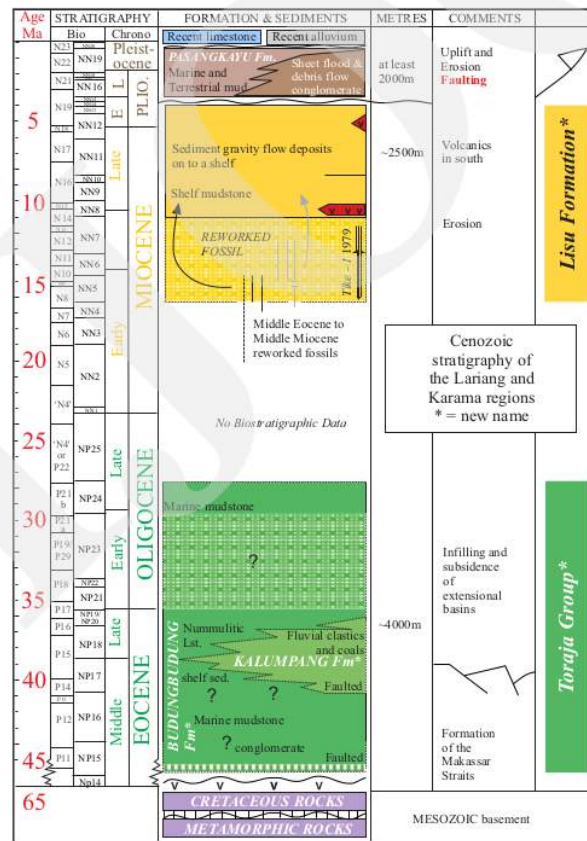 Age
Ma
STRATIGRAPHY
Bio
Chrono
FORMATION & SEDIMENTS
METRES
COMMENTS
N23
N22
N21
N19
N18
N17
N16
N14
N12
N11
N10
N8
N7
N6
N5
'N4'
'N4'
or
P22
P21
b
P21
a
P19/
P20
P18
P17
P16
P15
P14
P12
P11
NN19
NN16
NN12
NN11
NN10
NN9
NN8
NN7
NN6
NN5
NN4
NN3
NN2
NN1
NP25
NP24
NP23
NP22
NP21
NP19/
NP20
NP18
NP17
NP16
NP15
Np14
5
10
15
20
25
30
35
40
45
65
Pleist-
ocene
L
E
PLIO.
Late
Early
MIOCENE
Late
Early
OLIGOCENE
Late
Middle
EOCENE
Recent limestone
Recent alluvium
PASANGKAYU Fm.
Marine and
Terrestrial mud
Sheet flood &
debris flow
conglomerate
Sediment gravity flow deposits
on to a shelf
Shelf mudstone
REWORKED
FOSSIL
Tike - 1 1979
Middle Eocene to
Middle Miocene
reworked fossils
No Biostratigraphic Data
Marine mudstone
?
Nummulitic
Lst.
Fluvial clastics
and coals
KALUMPANG Fm*
shelf sed.
Faulted
? ?
BUDUNGBUDUNG
Fm*
Marine mudstone
? conglomerate
Faulted
v v v v
CRETACEOUS ROCKS
METAMORPHIC ROCKS
at least
2000m
~2500m
~4000m
Uplift and
Erosion
Faulting
Volcanics
in south
Erosion
Cenozoic
stratigraphy of
the Lariang and
Karama regions
* = new name
Infilling and
subsidence
of
extensional
basins
Formation
of the
Makassar
Straits
MESOZOIC basement
Lisu Formation*
Toraja Group*